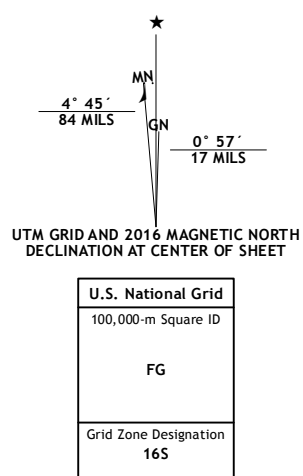 ★
MN.
4° 45´
84 MILS
GN
0° 57´
17 MILS
UTM GRID AND 2016 MAGNETIC NORTH
DECLINATION AT CENTER OF SHEET
U.S. National Grid
100,000-m Square ID
FG
Grid Zone Designation
16S